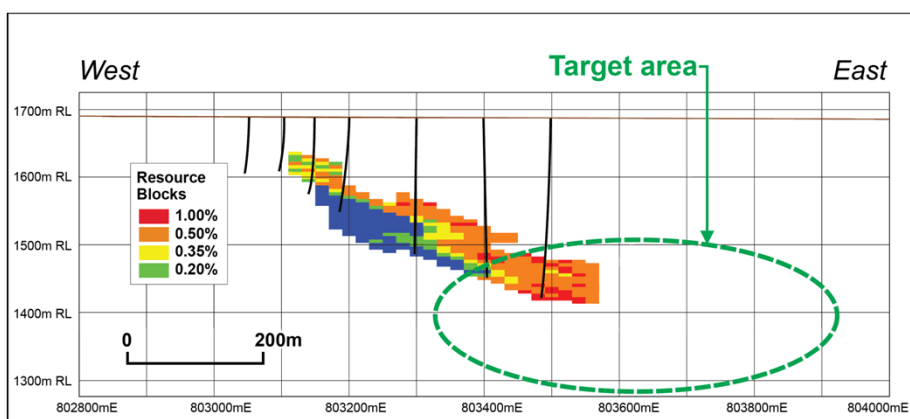 Target area
West
East
1700m RL
1600m RL
1500m RL
1400m RL
1300m RL
Resource
Blocks
1.00%
0.50%
0.35%
0.20%
0
200m
802800mE
803000mE
803200mE
803400mE
803600mE
803800mE
804000mE